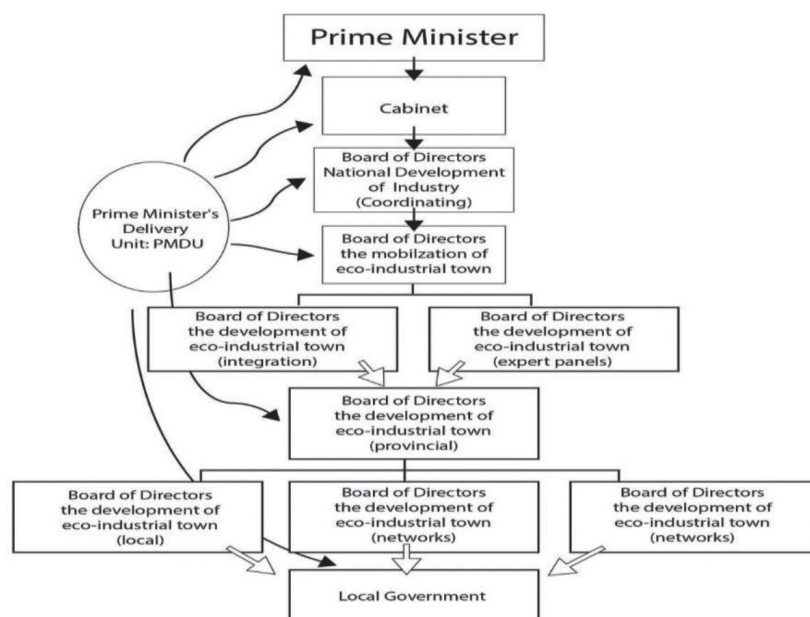 Prime Minister
Cabinet
Board of Directors
National Development
of Industry
(Coordinating)
Prime Minister's
Delivery
Unit: PMDU
Board of Directors
the mobilzation of
eco-industrial town
Board of Directors
the development of
eco-industrial town
(integration)
Board of Directors
the development of
eco-industrial town
(expert panels)
Board of Directors
the development of
eco-industrial town
(provincial)
Board of Directors
the development of
eco-industrial town
(local)
Board of Directors
the development of
eco-industrial town
(networks)
Board of Directors
the development of
eco-industrial town
(networks)
Local Government